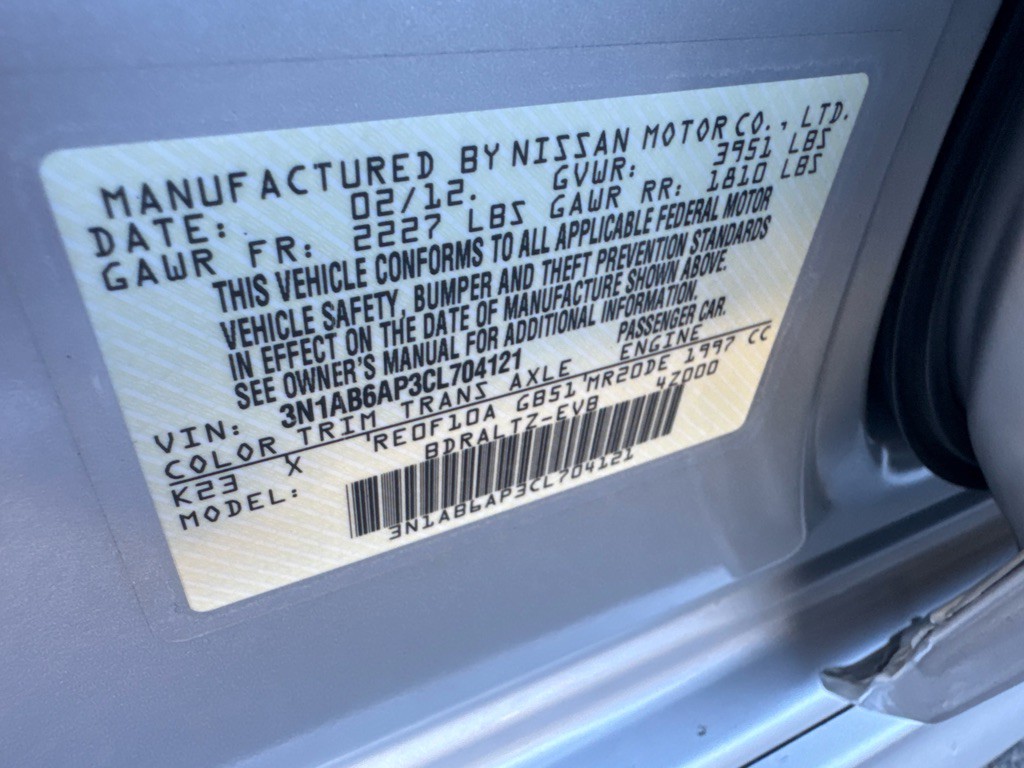 MANUFACTURED BY NISSAN MOTOR CO., LTD.
DATE: 02/12. GVWR: 3951 LBS
GAWR FR: 2227 LBS GAWR RR: 1810 LBS
THIS VEHICLE CONFORMS TO ALL APPLICABLE FEDERAL MOTOR
VEHICLE SAFETY, BUMPER AND THEFT PREVENTION STANDARDS
IN EFFECT ON THE DATE OF MANUFACTURE SHOWN ABOVE.
SEE OWNER'S MANUAL FOR ADDITIONAL INFORMATION.
VIN: 3N1AB6AP3CL704121 PASSENGER CAR.
COLOR TRIM TRANS AXLE ENGINE
K23 X RE0F10A GB51 MR20DE 1997 CC
MODEL: BDRALTZ-EVB 47000
3N1AB6AP3CL704121